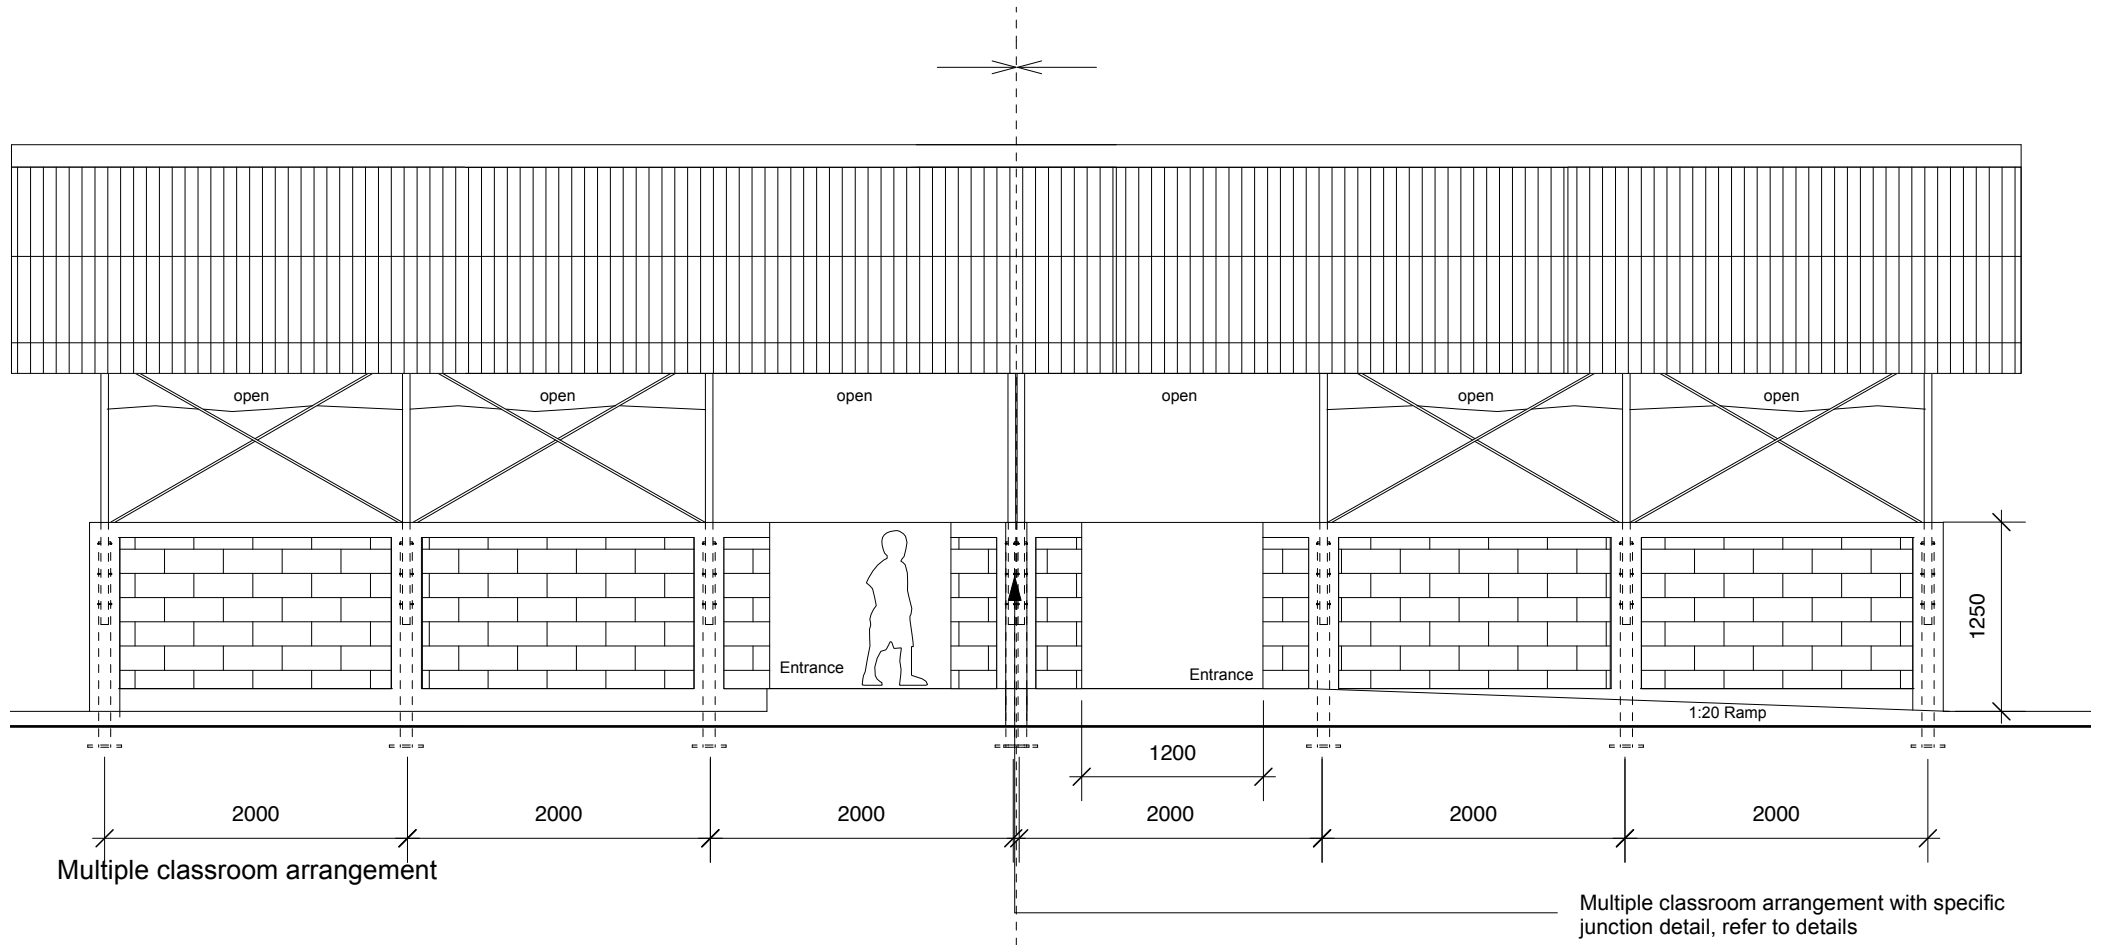 open
open
open
open
open
open
Entrance
Entrance
1250
1:20 Ramp
1200
2000
2000
2000
2000
2000
2000
Multiple classroom arrangement
Multiple classroom arrangement with specific
junction detail, refer to details